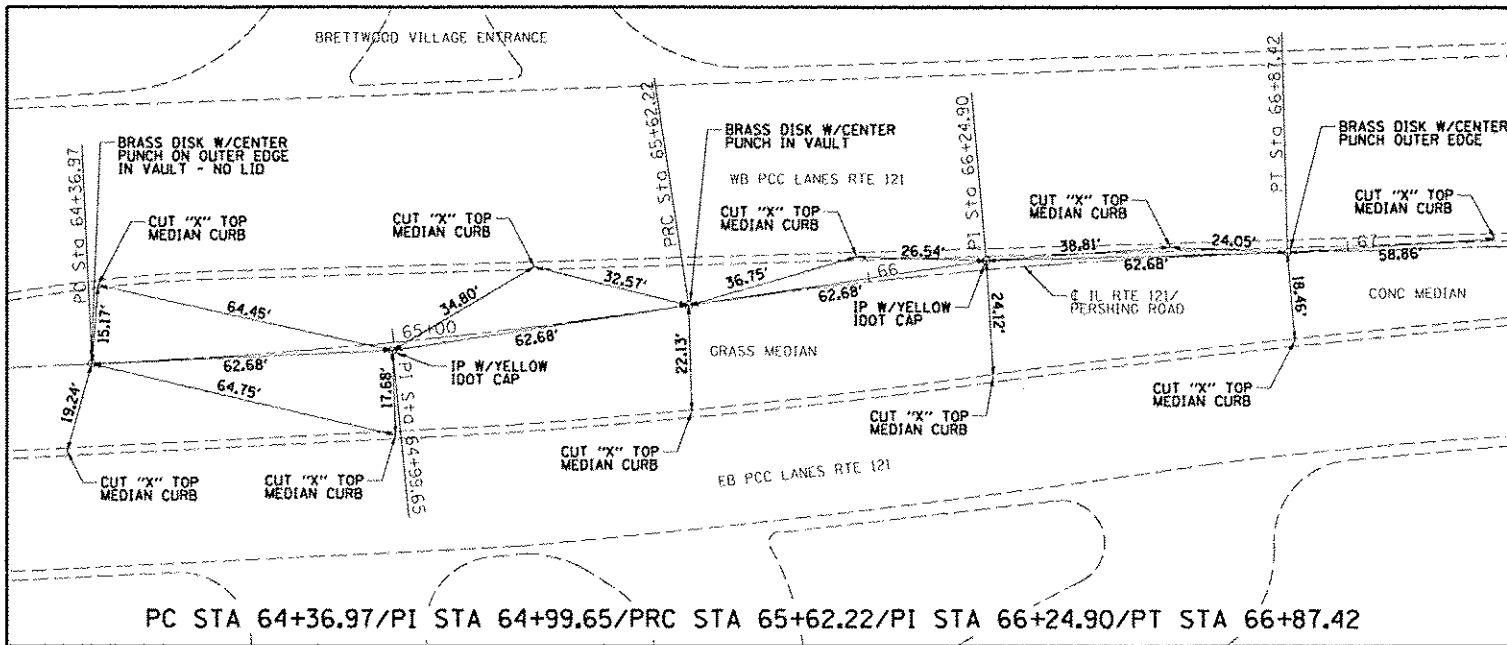 BRETTWOOD VILLAGE ENTRANCE
PC Sta 64+36.97
BRASS DISK W/CENTER
PUNCH ON OUTER EDGE
IN VAULT - NO LID
CUT "X" TOP
MEDIAN CURB
CUT "X" TOP
MEDIAN CURB
PRC Sta 65+62.22
BRASS DISK W/CENTER
PUNCH IN VAULT
WB PCC LANES RTE 121
CUT "X" TOP
MEDIAN CURB
PI Sta 66+24.90
CUT "X" TOP
MEDIAN CURB
PT Sta 66+87.42
BRASS DISK W/CENTER
PUNCH OUTER EDGE
CUT "X" TOP
MEDIAN CURB
15.17'
64.45'
34.80'
32.57'
36.75'
26.54'
38.81'
24.05'
67
58.86'
62.68'
65+00
62.68'
66
62.68'
62.68'
64.75'
19.24'
17.68'
22.13'
24.12'
18.46'
IP W/YELLOW
IDOT CAP
PI Sta 64+99.65
GRASS MEDIAN
IP W/YELLOW
IDOT CAP
℄ IL RTE 121/
PERSHING ROAD
CONC MEDIAN
CUT "X" TOP
MEDIAN CURB
CUT "X" TOP
MEDIAN CURB
CUT "X" TOP
MEDIAN CURB
CUT "X" TOP
MEDIAN CURB
CUT "X" TOP
MEDIAN CURB
EB PCC LANES RTE 121
PC STA 64+36.97/PI STA 64+99.65/PRC STA 65+62.22/PI STA 66+24.90/PT STA 66+87.42